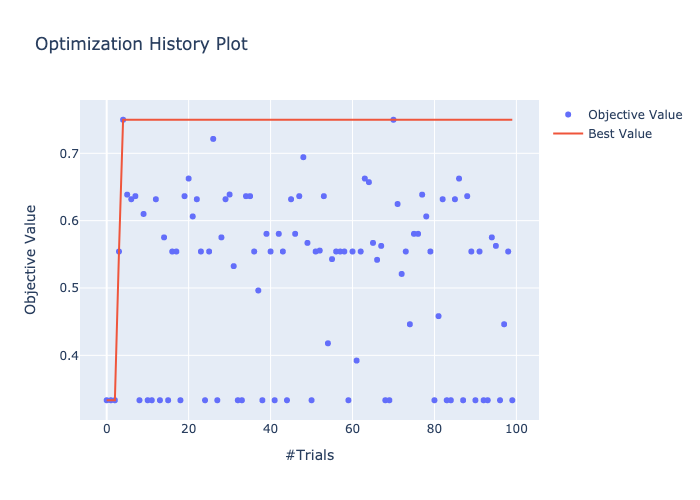 Optimization History Plot
Objective Value
Best Value
0.7
0.6
0.5
0.4
Objective Value
0
20
40
60
80
100
#Trials